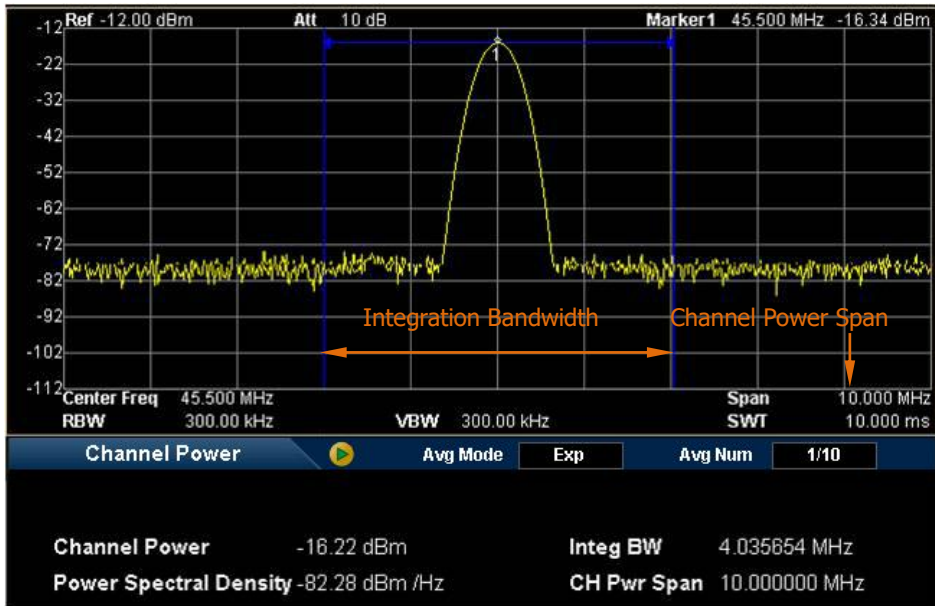 Ref -12.00 dBm Att 10 dB Marker1 45.500 MHz -16.34 dBm
-12
1
-22
-32
-42
-52
-62
-72
-82
-92
Integration Bandwidth Channel Power Span
-102
-112
Center Freq 45.500 MHz Span 10.000 MHz
RBW 300.00 kHz VBW 300.00 kHz SWT 10.000 ms
Channel Power Avg Mode Exp Avg Num 1/10
Channel Power -16.22 dBm Integ BW 4.035654 MHz
Power Spectral Density -82.28 dBm /Hz CH Pwr Span 10.000000 MHz